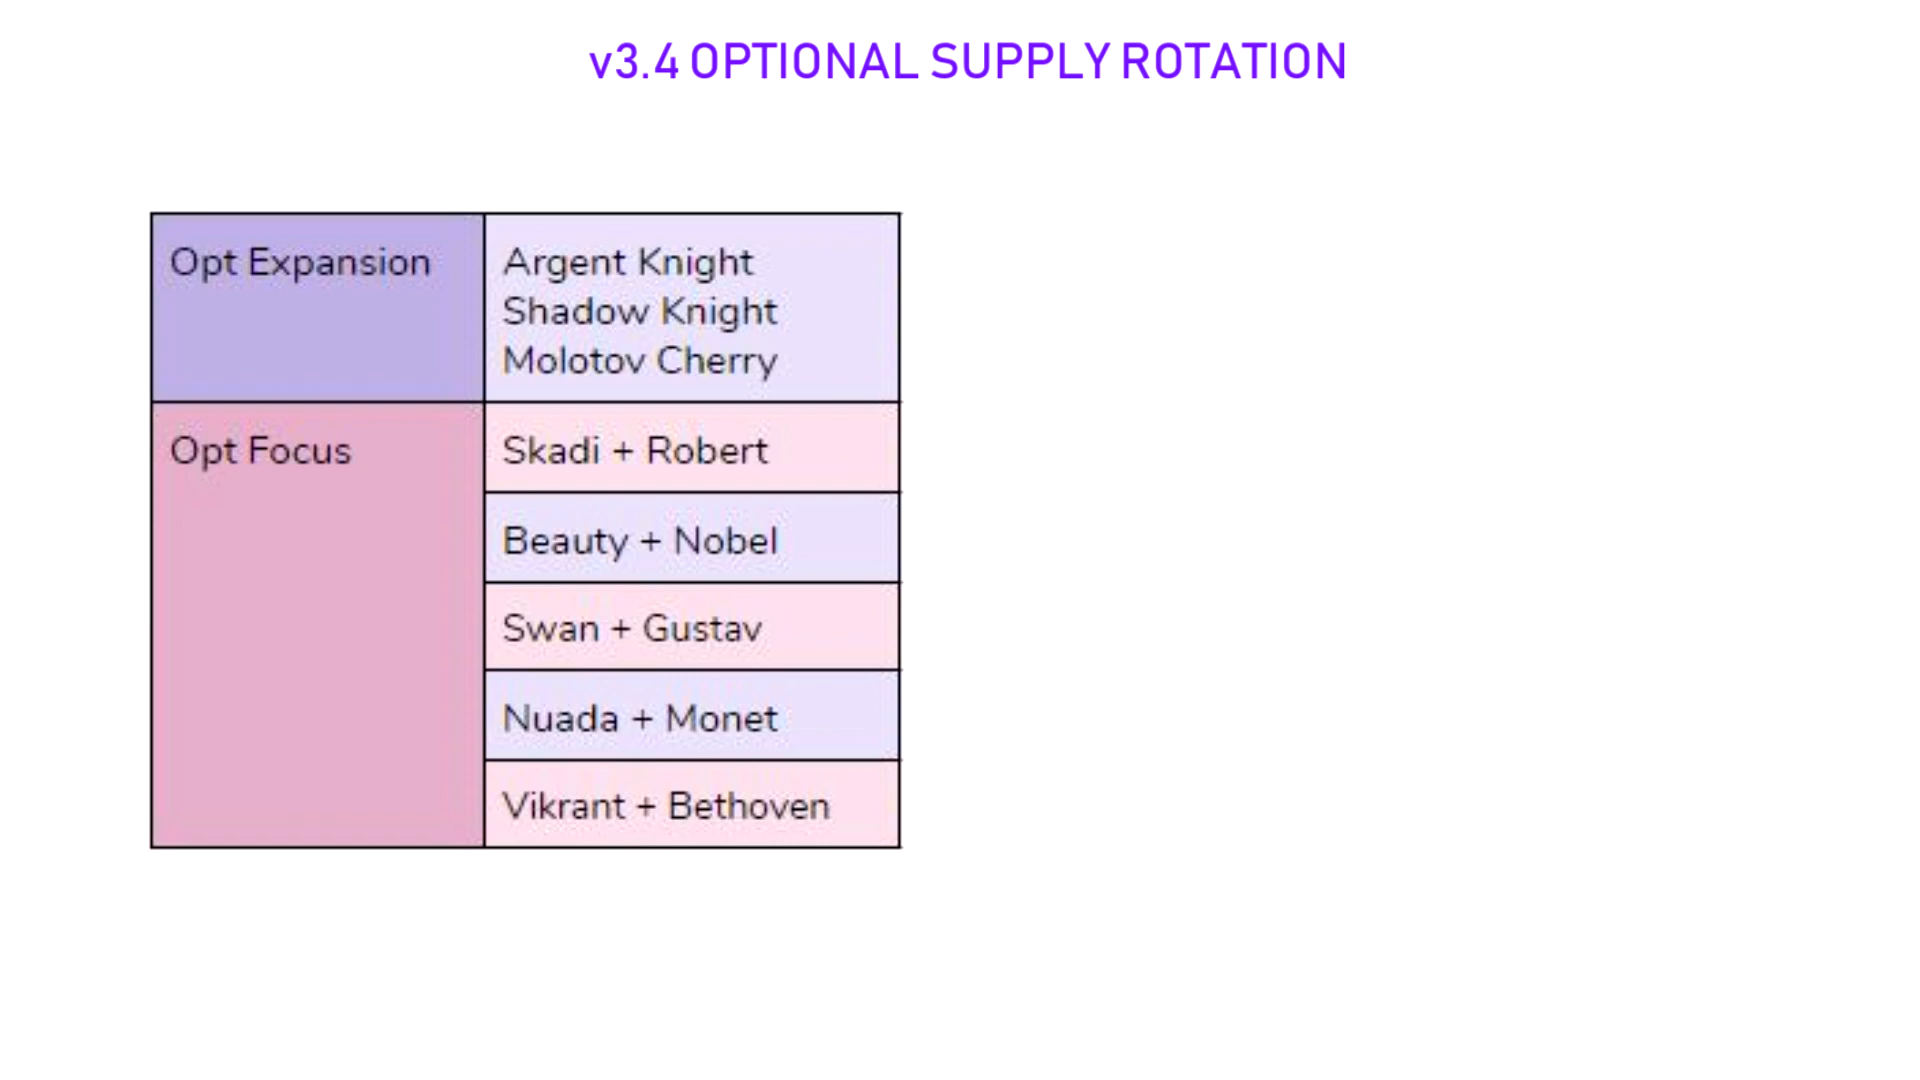 v3.4 OPTIONAL SUPPLY ROTATION
Opt Expansion
Argent Knight
Shadow Knight
Molotov Cherry
Opt Focus
Skadi + Robert
Beauty + Nobel
Swan + Gustav
Nuada + Monet
Vikrant + Bethoven